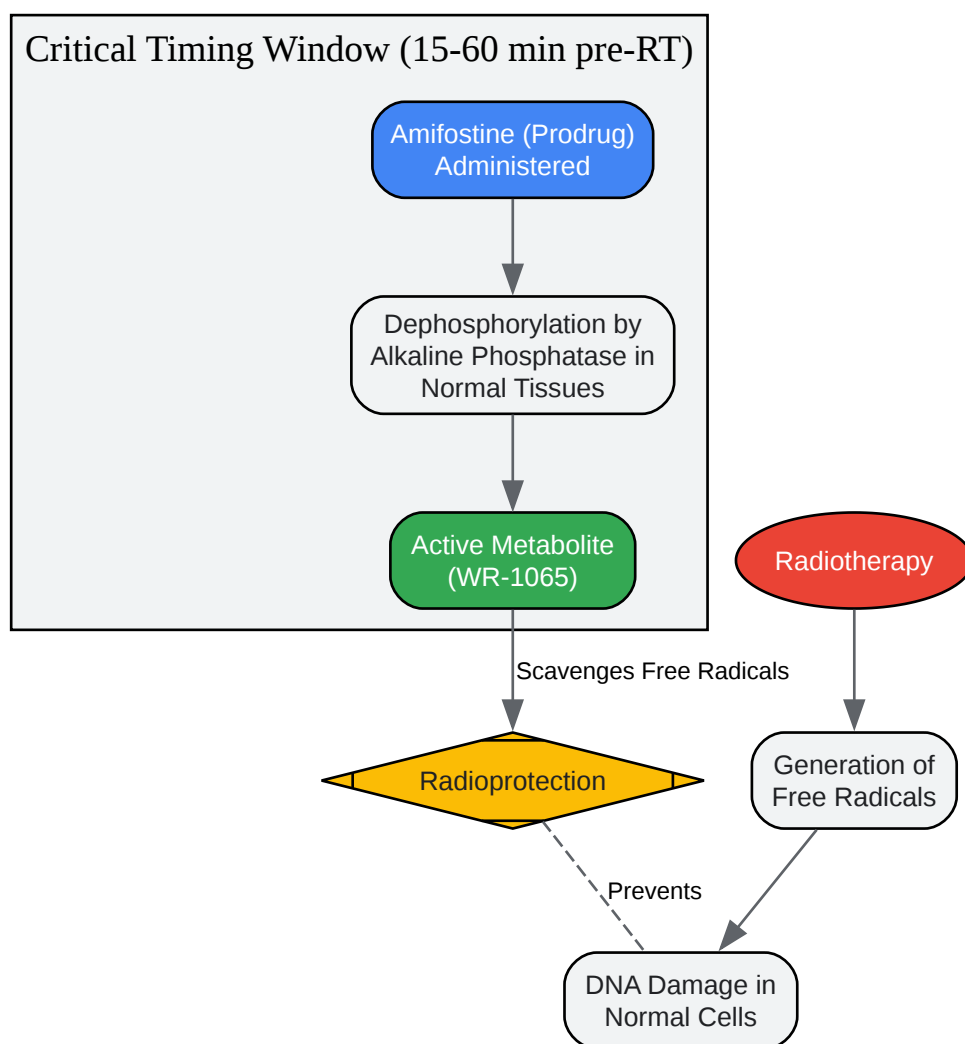 Critical Timing Window (15-60 min pre-RT)
Amifostine (Prodrug)
Administered
Dephosphorylation by
Alkaline Phosphatase in
Normal Tissues
Active Metabolite
(WR-1065)
Radiotherapy
Scavenges Free Radicals
Radioprotection
Generation of
Free Radicals
Prevents
DNA Damage in
Normal Cells